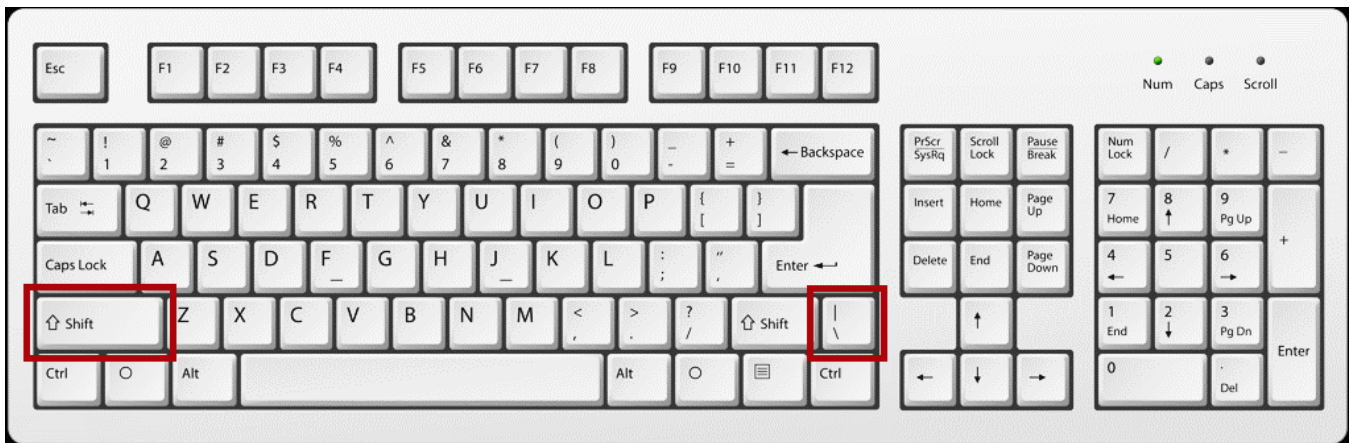 Esc F1 F2 F3 F4 F5 F6 F7 F8 F9 F10 F11 F12
Num Caps Scroll
~ ! @ # $ % ^ & * ( ) _ +
` 1 2 3 4 5 6 7 8 9 0 - = ←Backspace
PrScr SysRq Scroll Lock Pause Break
Num Lock / * -
Tab Q W E R T Y U I O P { [ } ]
Insert Home Page Up
7 Home 8 ↑ 9 Pg Up +
Caps Lock A S D F J_ G H J K L : ; " ' Enter
Delete End Page Down
4 ← 5 6 →
⇧ Shift Z X C V B N M < , > . ? / ⇧ Shift | \
↑
1 End 2 ↓ 3 Pg Dn Enter
Ctrl Alt Alt Ctrl
← ↓ →
0 . Del